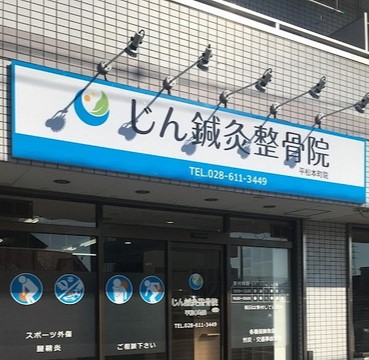 じん鍼灸整骨院
平松本町院
TEL.028-611-3449
じん鍼灸整骨院
平松本町院
TEL.028-611-3449
スポーツ外傷
腱鞘炎
ご相談下さい